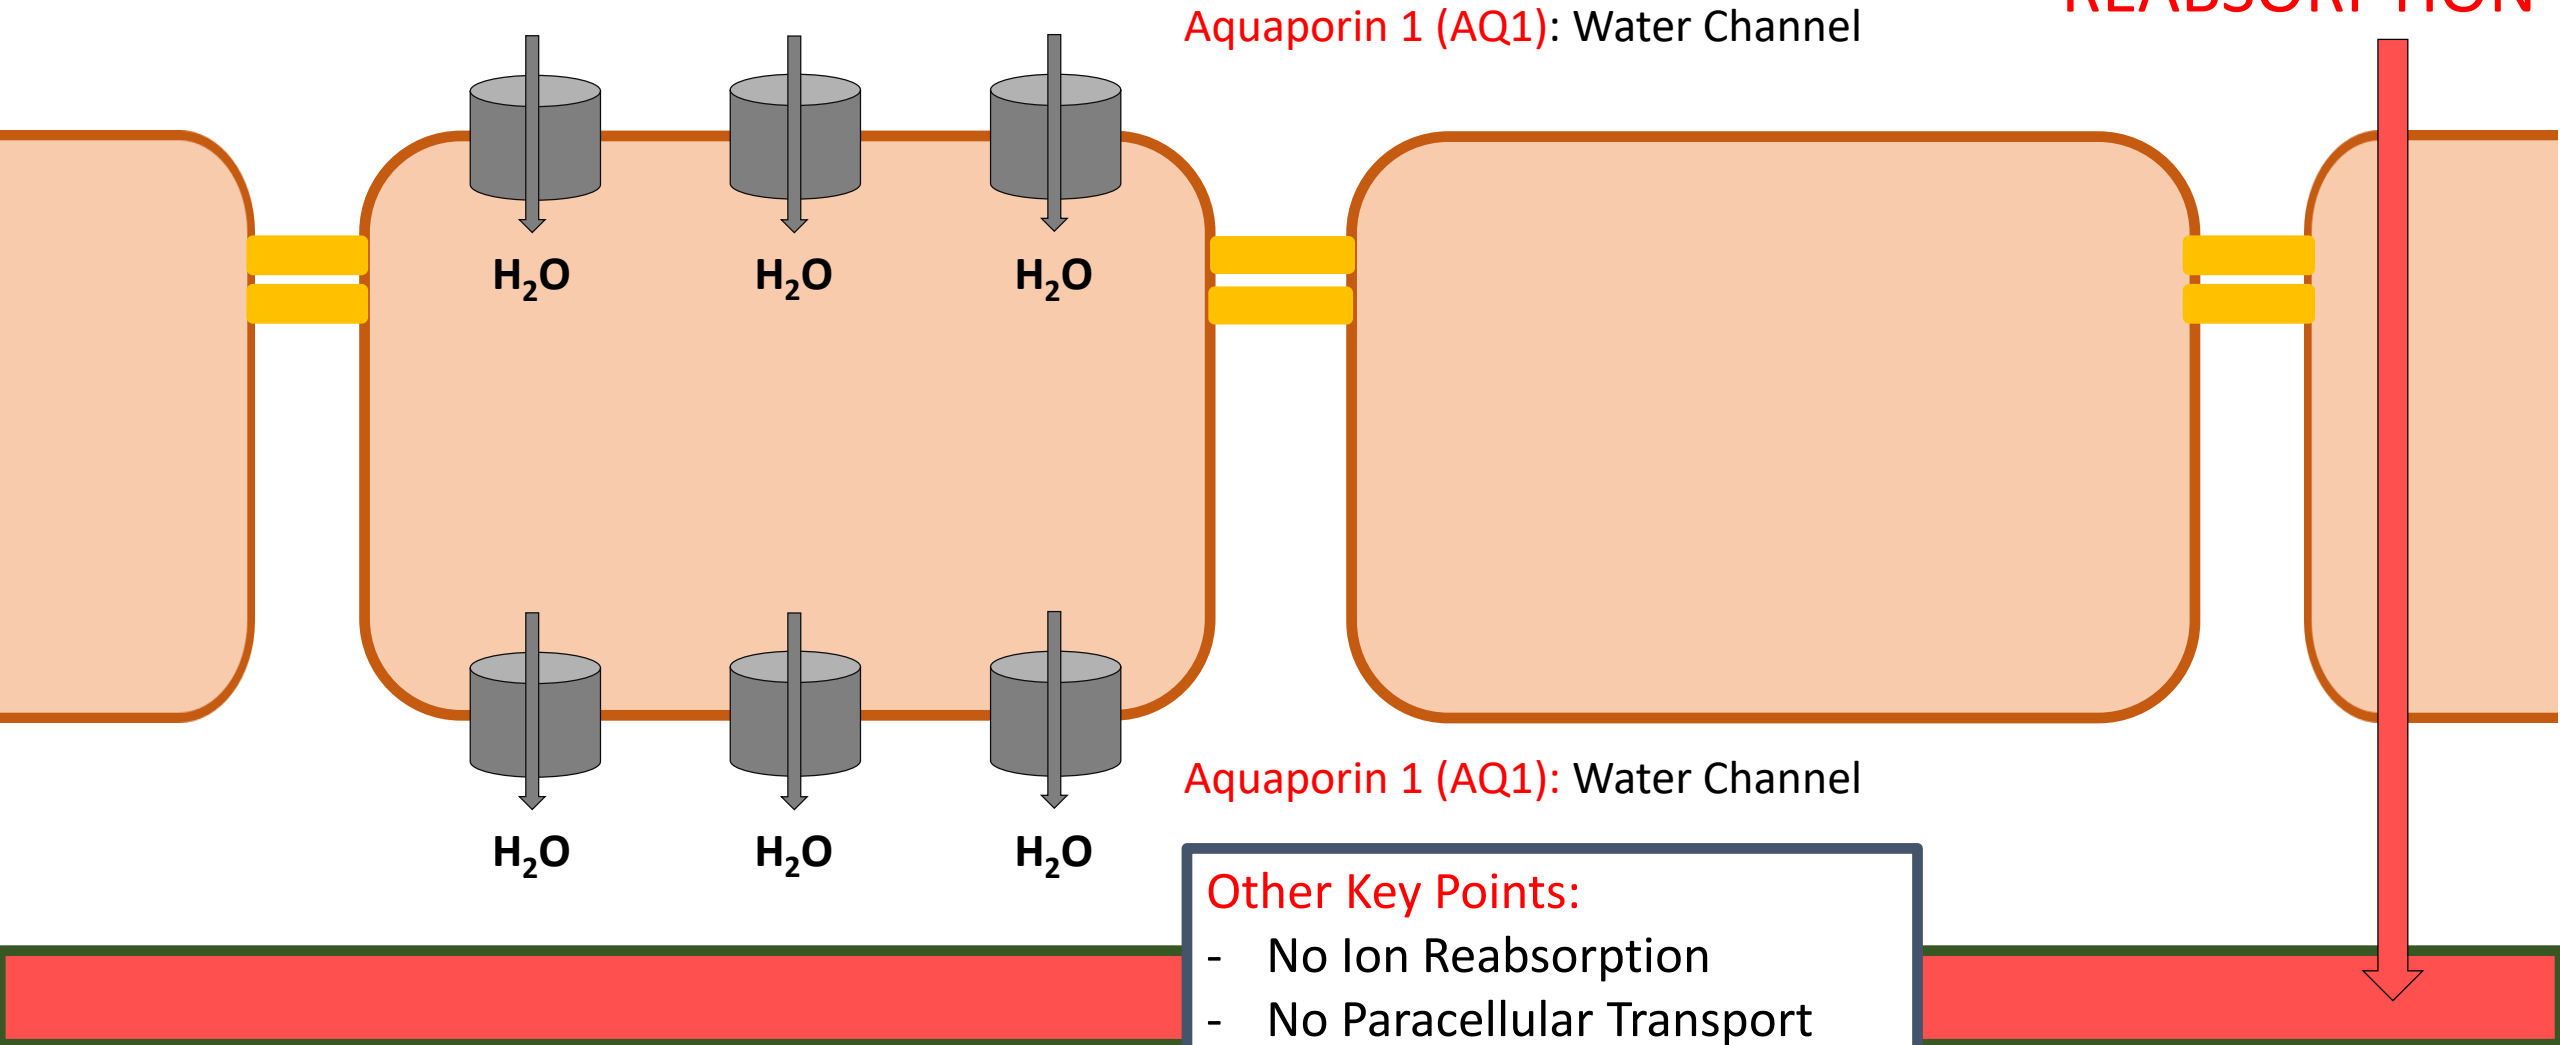 REABSORPTION
Aquaporin 1 (AQ1): Water Channel
H₂O H₂O H₂O
Aquaporin 1 (AQ1): Water Channel
H₂O H₂O H₂O
Other Key Points:
- No Ion Reabsorption
- No Paracellular Transport